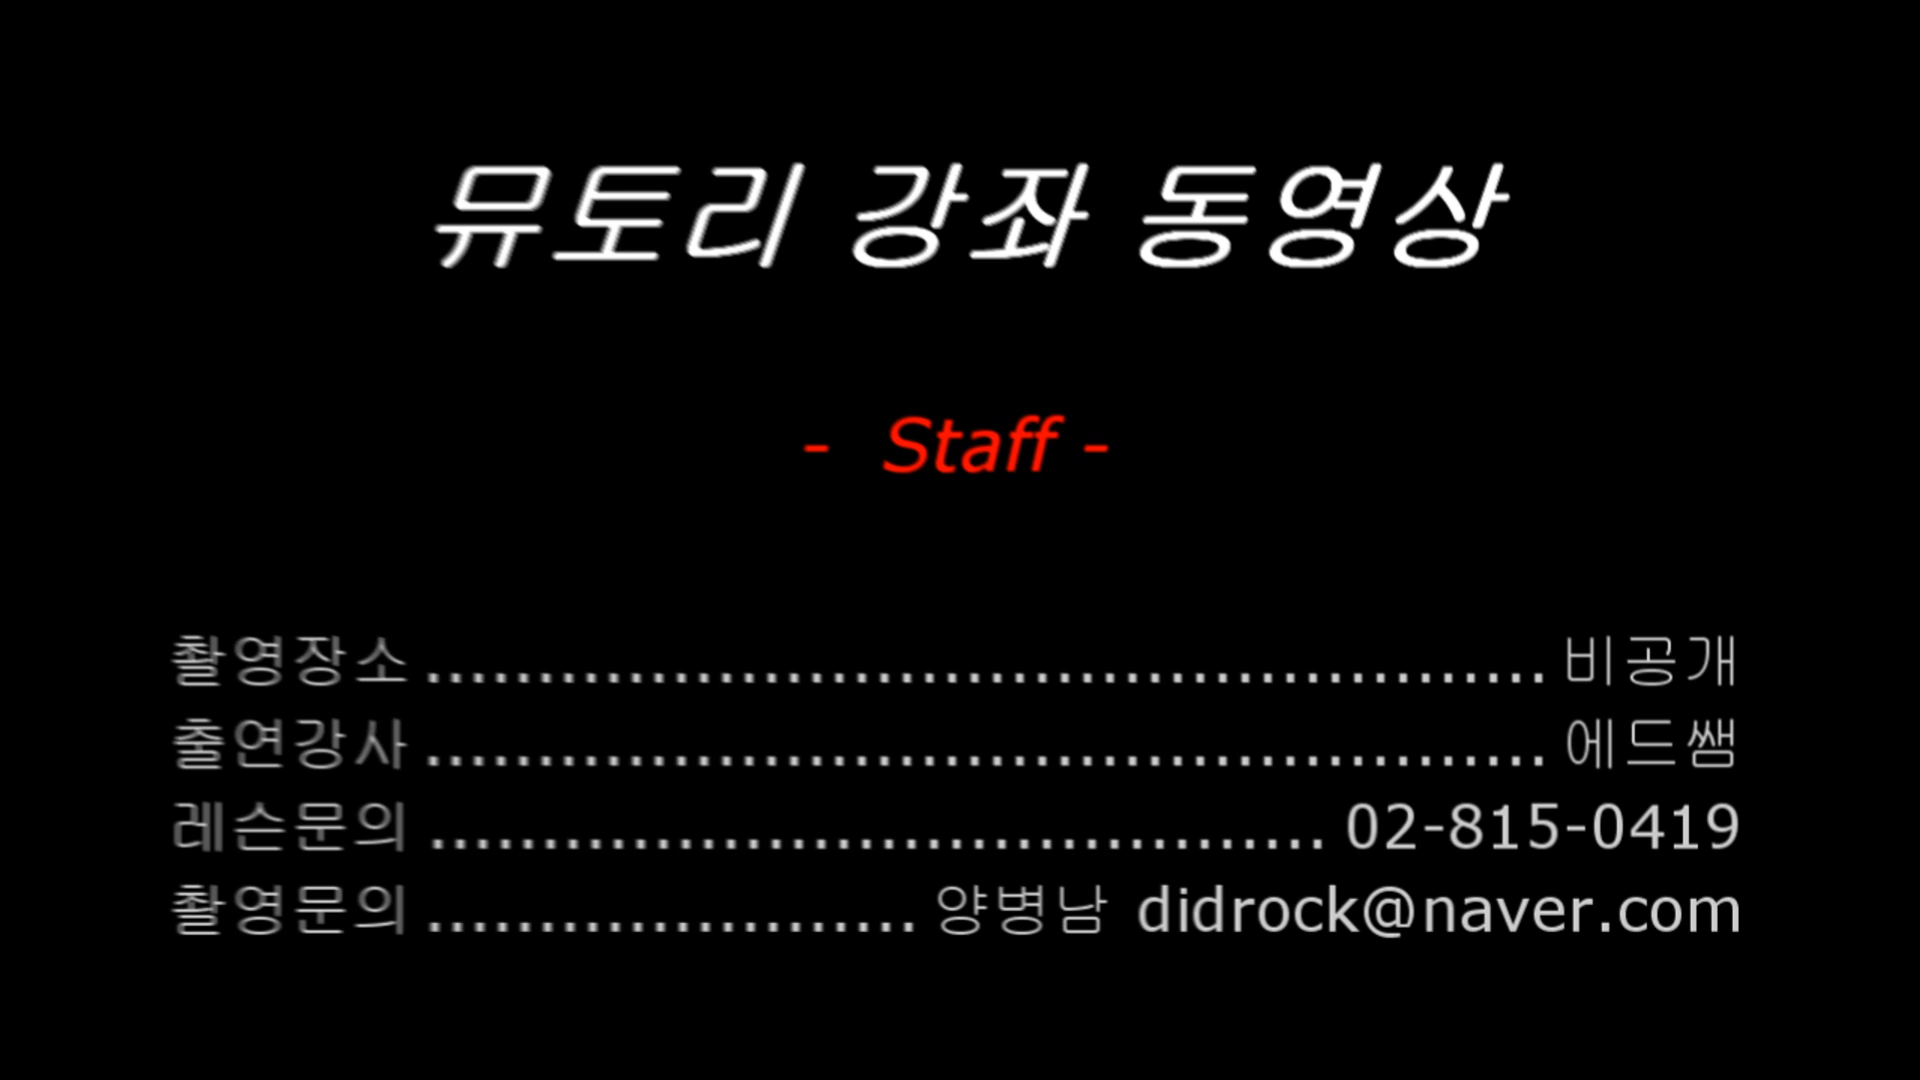 뮤토리 강좌 동영상
- Staff -
촬영장소 .................................................. 비공개
출연강사 .................................................. 에드쌤
레슨문의 ........................................ 02-815-0419
촬영문의 ...................... 양병남 didrock@naver.com